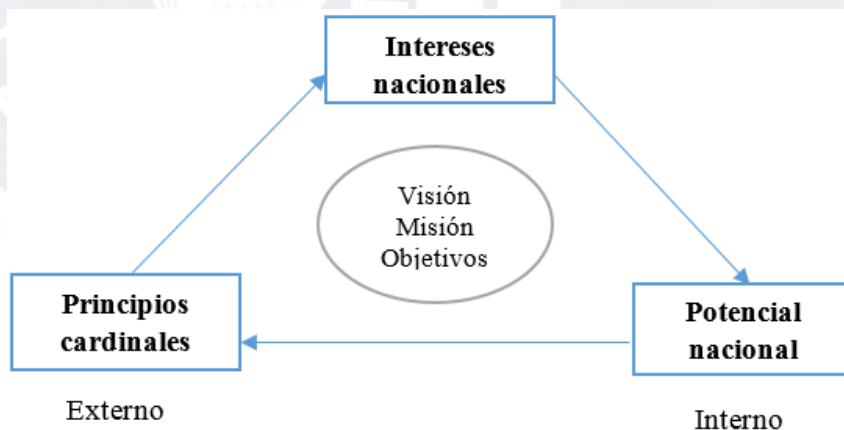 Intereses
nacionales
Visión
Misión
Objetivos
Principios
cardinales
Potencial
nacional
Externo
Interno